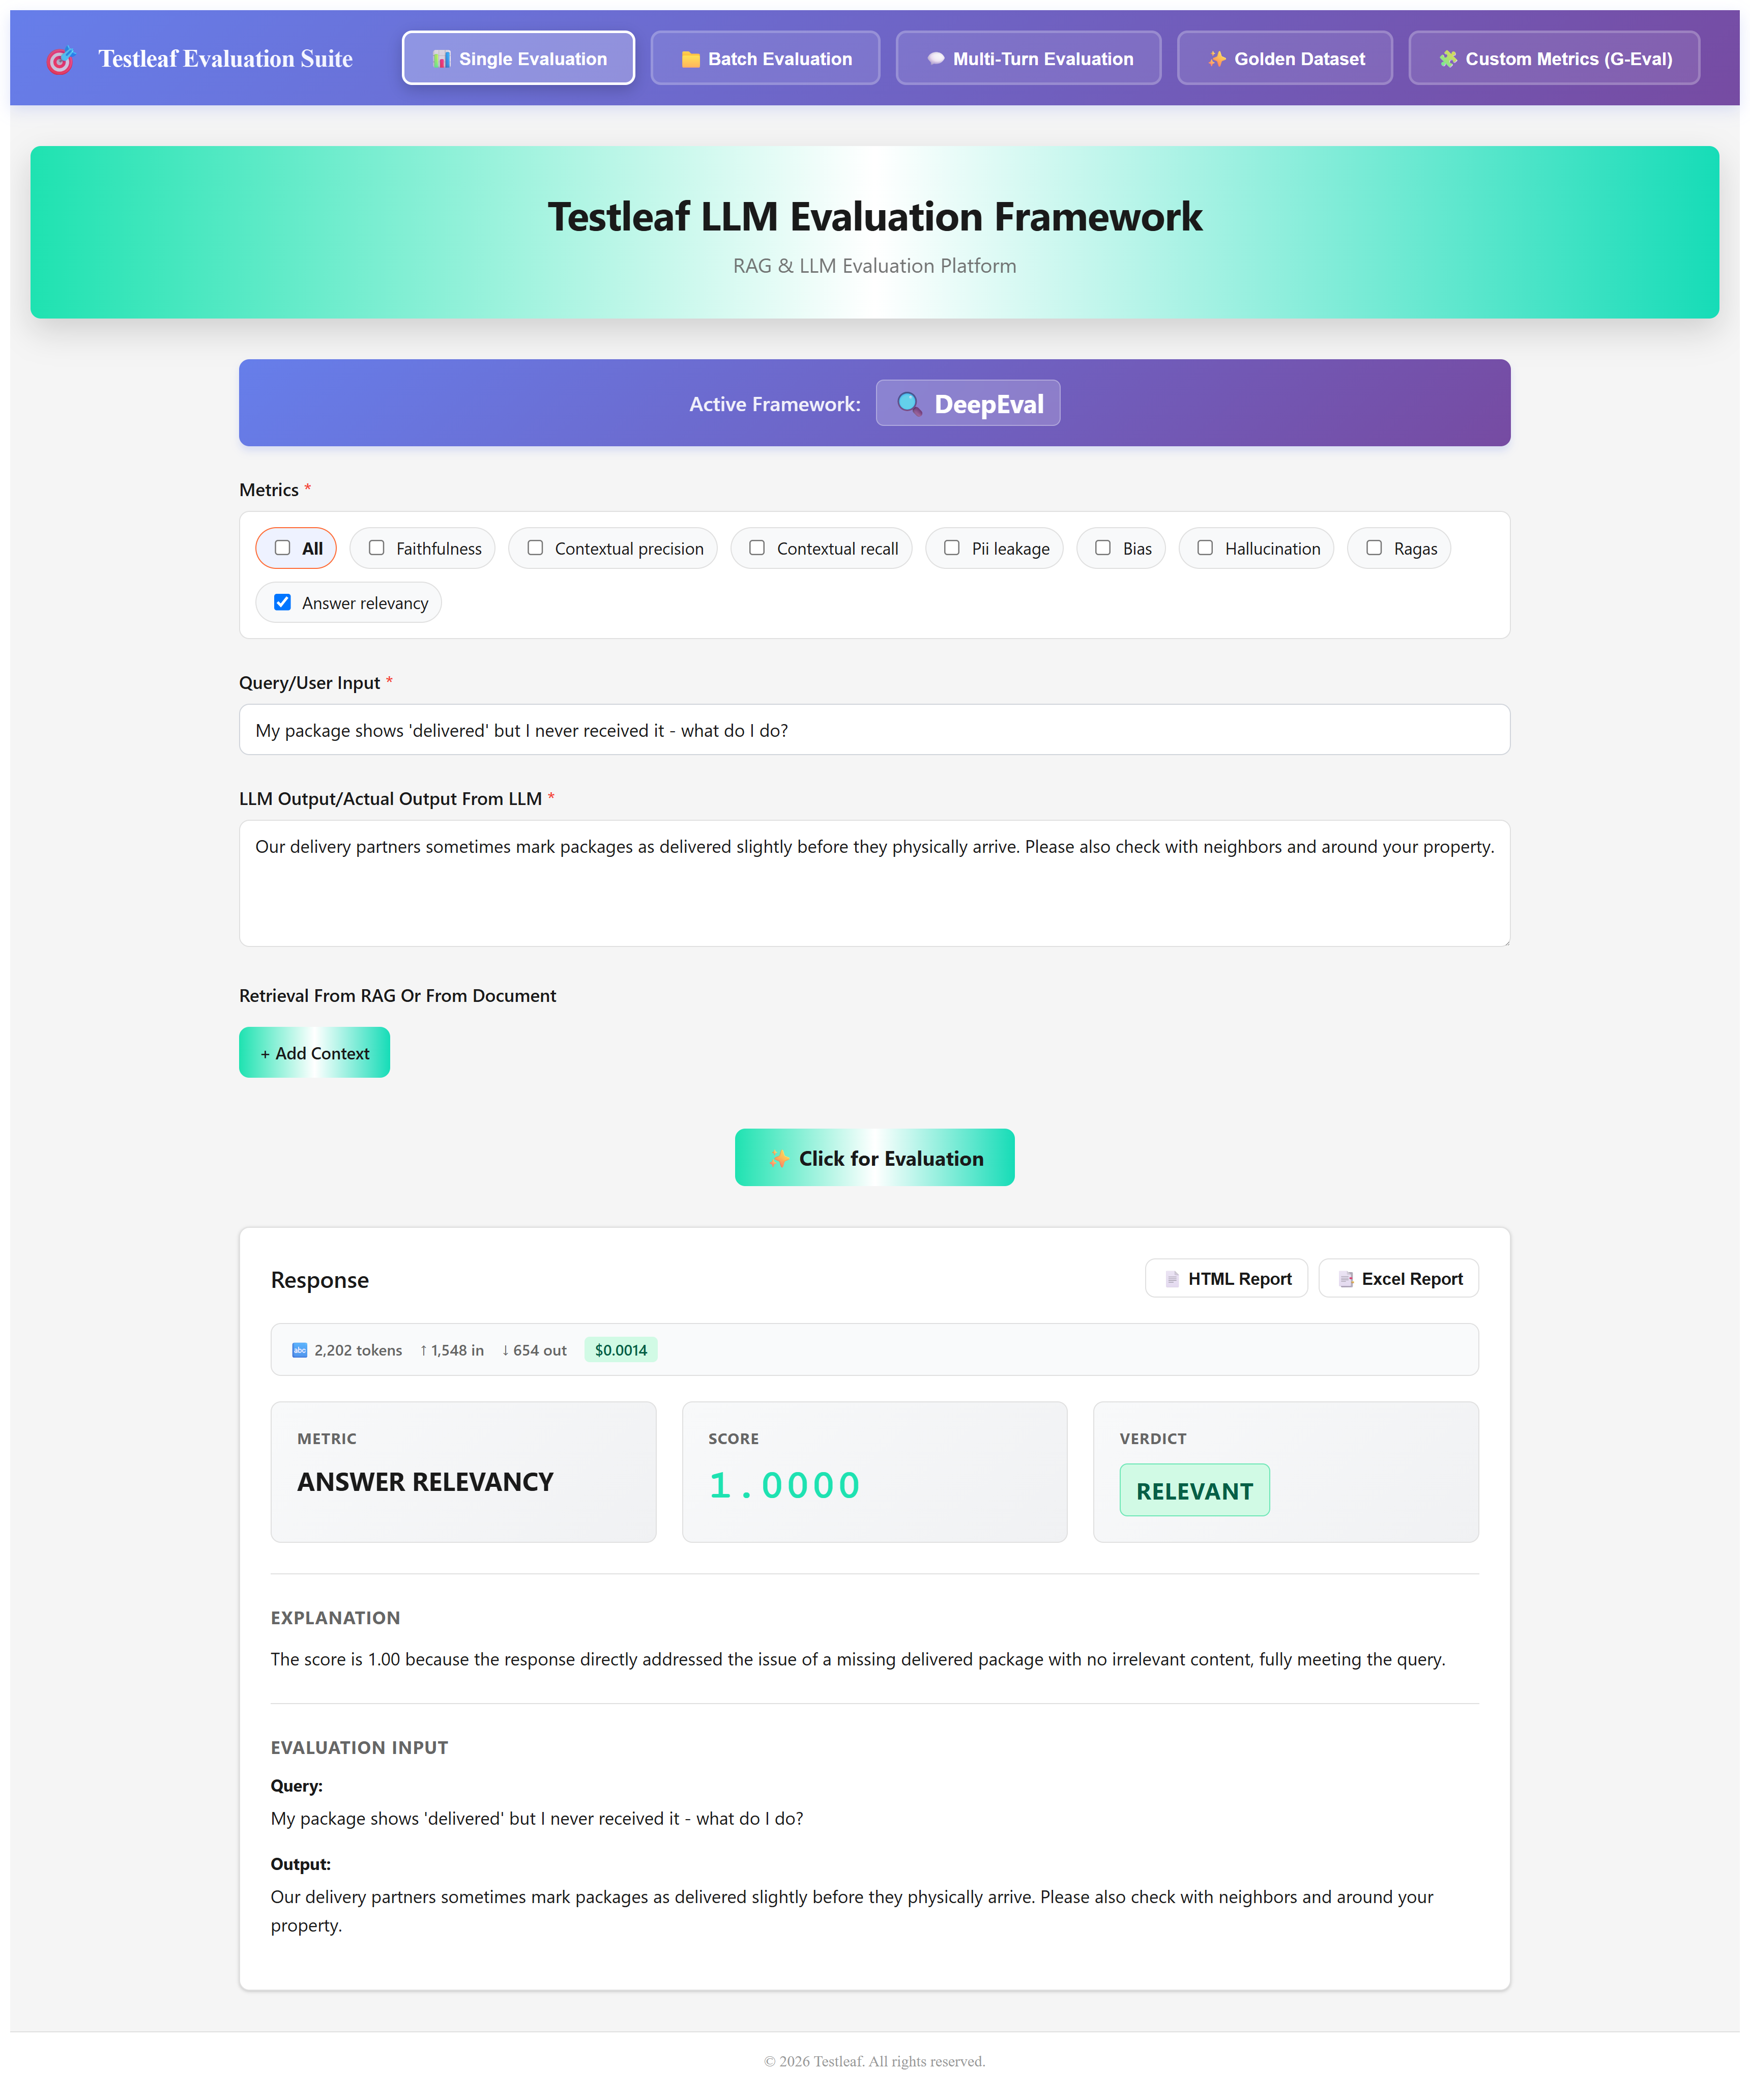 Testleaf Evaluation Suite
Single Evaluation
Batch Evaluation
Multi-Turn Evaluation
Golden Dataset
Custom Metrics (G-Eval)
Testleaf LLM Evaluation Framework
RAG & LLM Evaluation Platform
Active Framework: DeepEval
Metrics *
All
Faithfulness
Contextual precision
Contextual recall
Pii leakage
Bias
Hallucination
Ragas
Answer relevancy
Query/User Input *
My package shows 'delivered' but I never received it - what do I do?
LLM Output/Actual Output From LLM *
Our delivery partners sometimes mark packages as delivered slightly before they physically arrive. Please also check with neighbors and around your property.
Retrieval From RAG Or From Document
+ Add Context
Click for Evaluation
Response
HTML Report
Excel Report
abc 2,202 tokens ↑ 1,548 in ↓ 654 out $0.0014
METRIC
ANSWER RELEVANCY
SCORE
1.0000
VERDICT
RELEVANT
EXPLANATION
The score is 1.00 because the response directly addressed the issue of a missing delivered package with no irrelevant content, fully meeting the query.
EVALUATION INPUT
Query:
My package shows 'delivered' but I never received it - what do I do?
Output:
Our delivery partners sometimes mark packages as delivered slightly before they physically arrive. Please also check with neighbors and around your
property.
© 2026 Testleaf. All rights reserved.